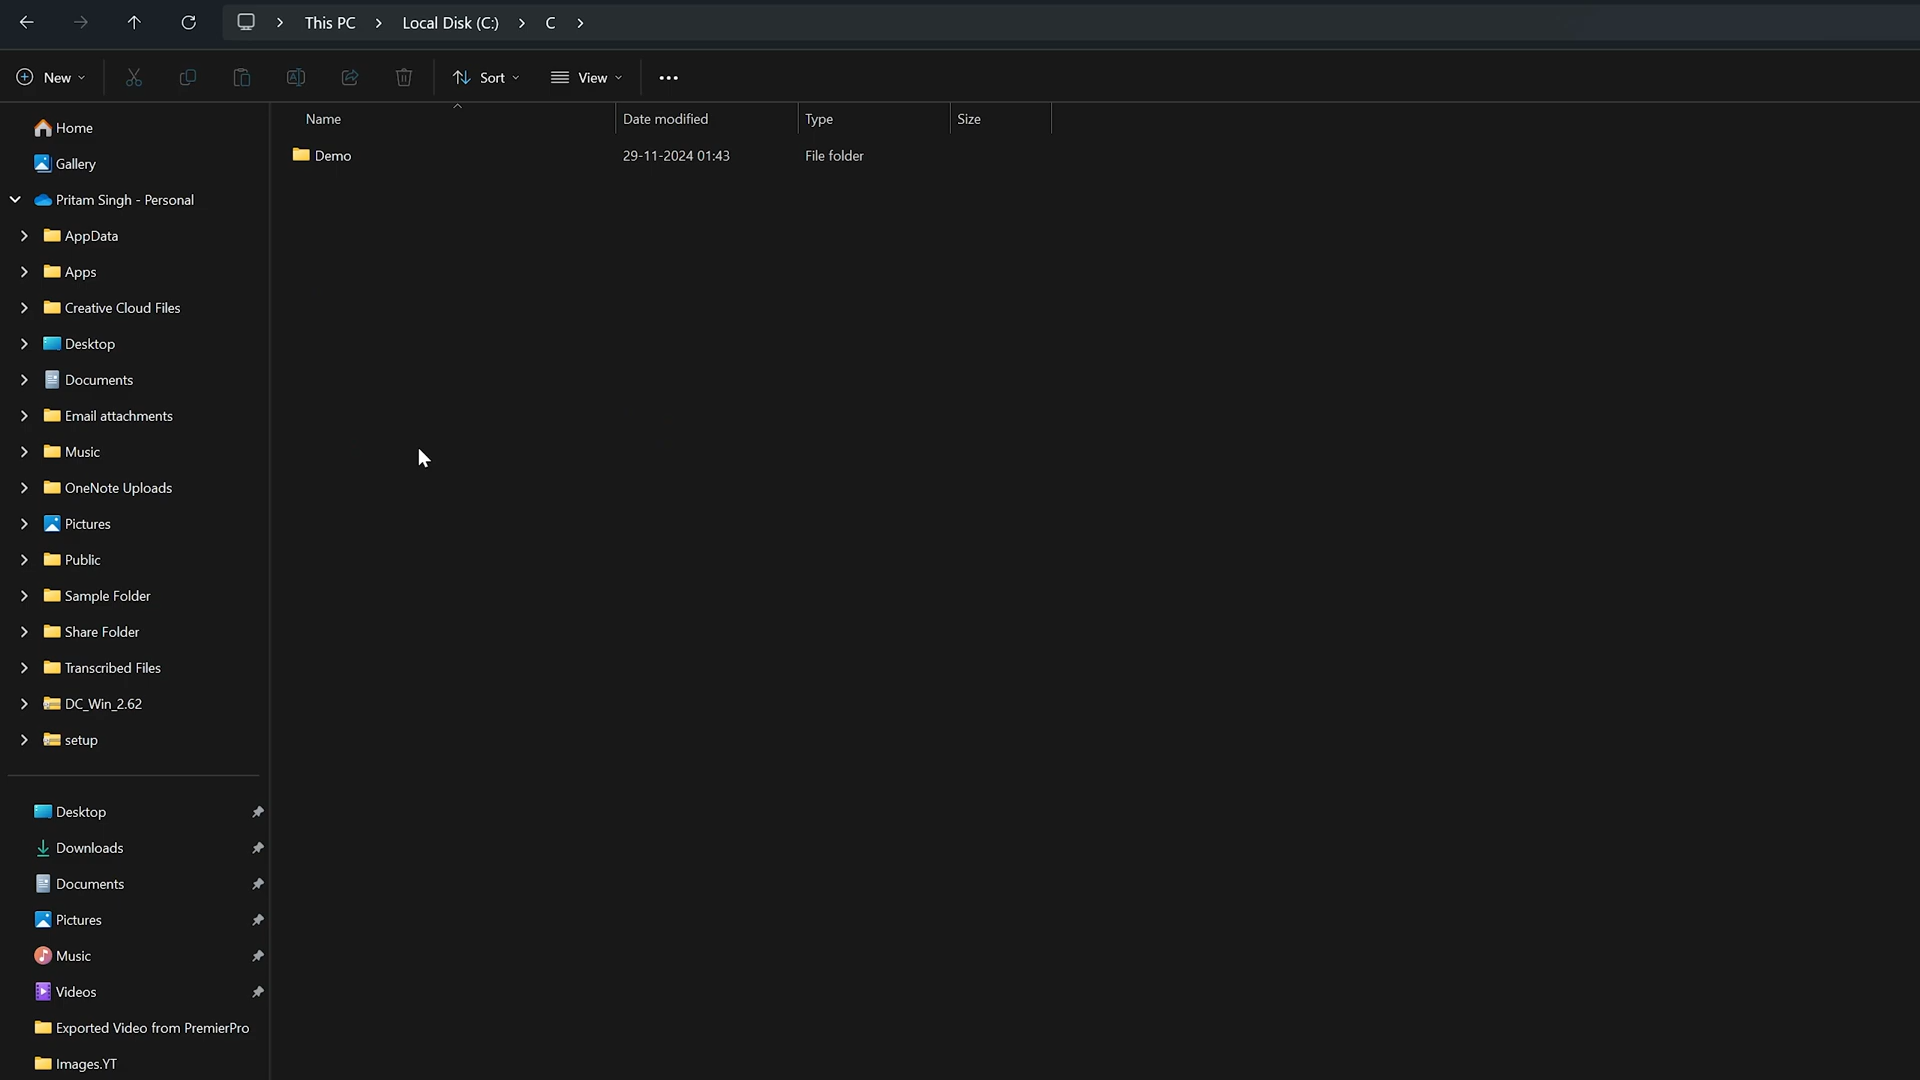 This PC > Local Disk (C:) > C >
New
Sort
View
Name
Date modified
Type
Size
Demo
29-11-2024 01:43
File folder
Home
Gallery
Pritam Singh - Personal
AppData
Apps
Creative Cloud Files
Desktop
Documents
Email attachments
Music
OneNote Uploads
Pictures
Public
Sample Folder
Share Folder
Transcribed Files
DC_Win_2.62
setup
Desktop
Downloads
Documents
Pictures
Music
Videos
Exported Video from PremierPro
Images.YT